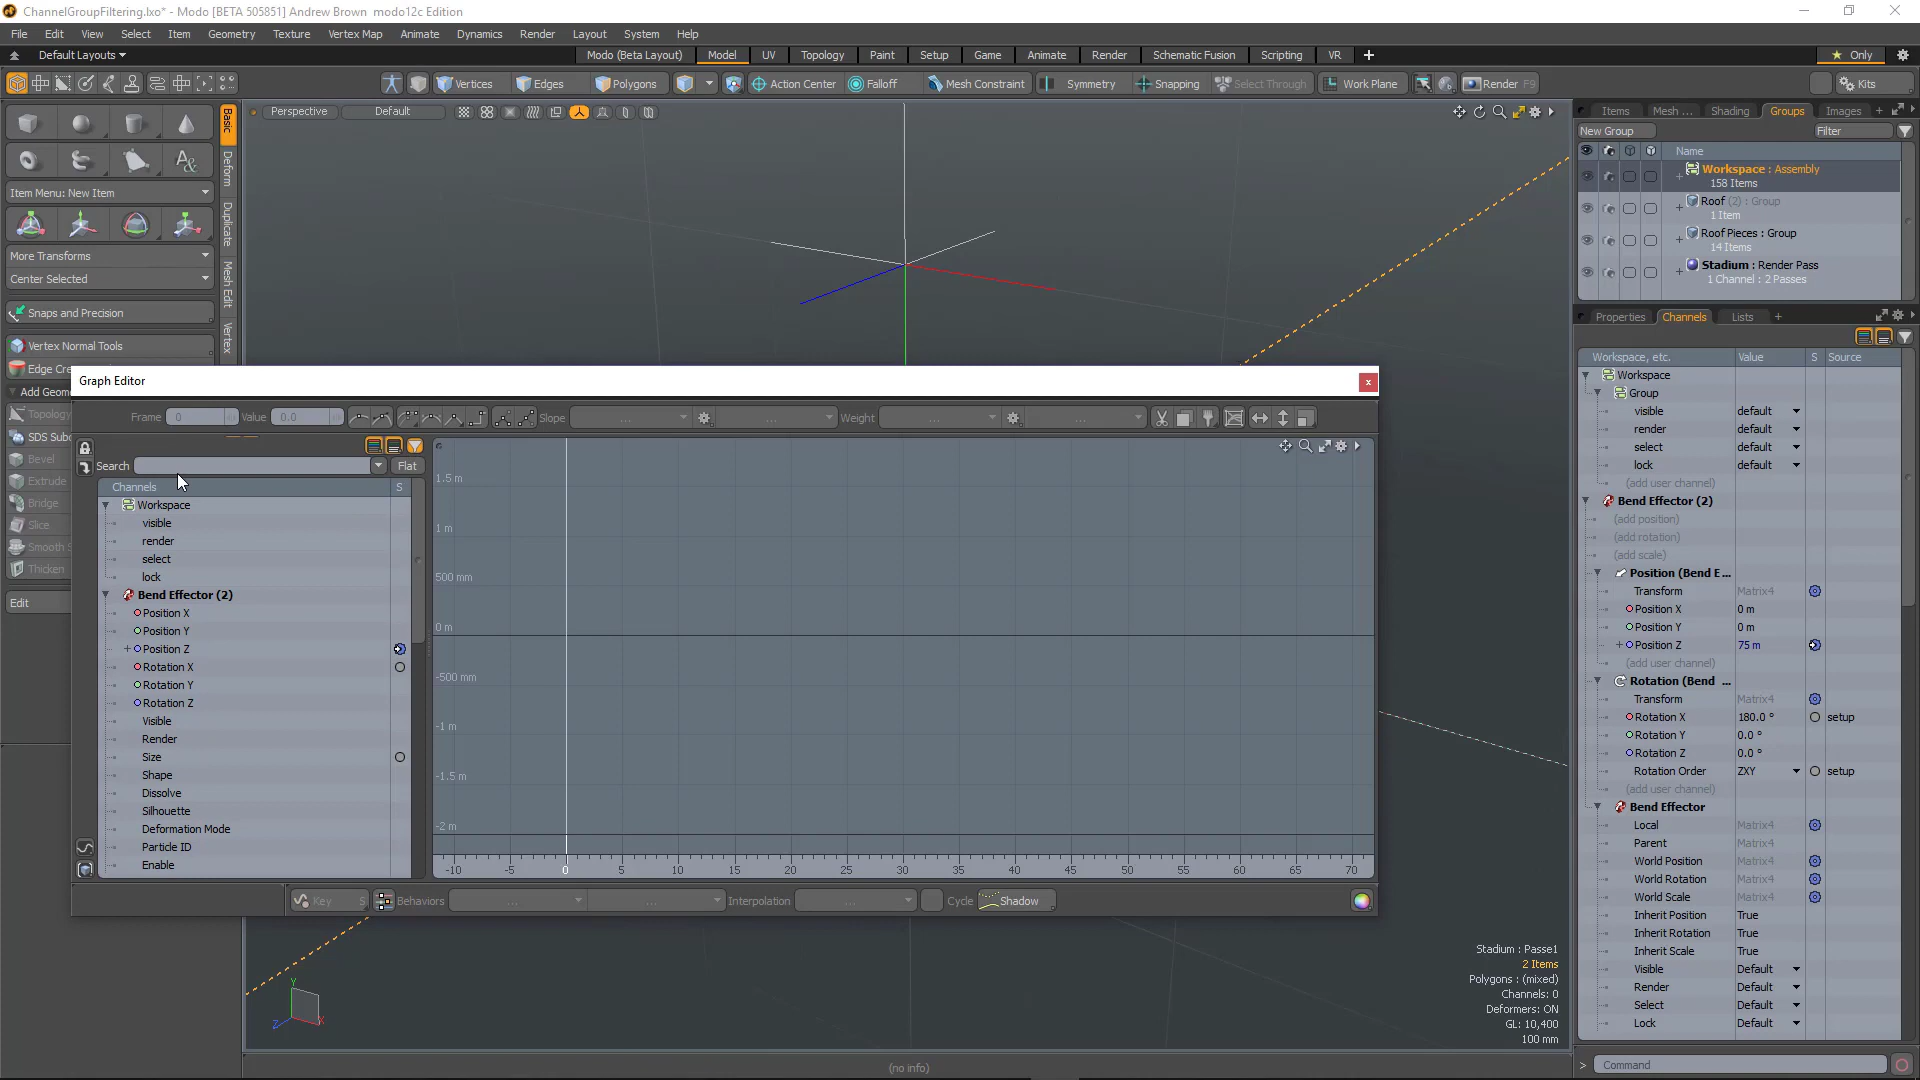 ChannelGroupFiltering.lxo* - Modo [BETA 505851] Andrew Brown  modo12c Edition
File Edit View Select Item Geometry Texture Vertex Map Animate Dynamics Render Layout System Help
Default Layouts Modo (Beta Layout) Model UV Topology Paint Setup Game Animate Render Schematic Fusion Scripting VR + Only
Vertices Edges Polygons Action Center Falloff Mesh Constraint Symmetry Snapping Select Through Work Plane Render F9 Kits
Perspective Default
Basic
Deform
Duplicate
Mesh Edit
Vertex
Item Menu: New Item
More Transforms
Center Selected
Snaps and Precision
Vertex Normal Tools
Edge Cre
Add Geome
Topology
SDS Subd
Bevel
Extrude
Bridge
Slice
Smooth S
Thicken
Edit
Graph Editor
Frame 0 Value 0.0 Slope ... ... Weight ... ...
Search Flat
Channels S
Workspace
visible
render
select
lock
Bend Effector (2)
Position X
Position Y
Position Z
Rotation X
Rotation Y
Rotation Z
Visible
Render
Size
Shape
Dissolve
Silhouette
Deformation Mode
Particle ID
Enable
1.5 m
1 m
500 mm
0 m
-500 mm
-1 m
-1.5 m
-2 m
-10 -5 0 5 10 15 20 25 30 35 40 45 50 55 60 65 70
Key S Behaviors ... ... Interpolation ... Cycle Shadow
Y
Z X
Stadium : Passe1
2 Items
Polygons : (mixed)
Channels: 0
Deformers: ON
GL: 10,400
100 mm
(no info)
Items Mesh ... Shading Groups Images +
New Group Filter
Name
Workspace : Assembly
158 Items
Roof (2) : Group
1 Item
Roof Pieces : Group
14 Items
Stadium : Render Pass
1 Channel : 2 Passes
Properties Channels Lists +
Workspace, etc. Value S Source
Workspace
Group
visible default
render default
select default
lock default
(add user channel)
Bend Effector (2)
(add position)
(add rotation)
(add scale)
Position (Bend E...
Transform Matrix4
Position X 0 m
Position Y 0 m
Position Z 75 m
(add user channel)
Rotation (Bend ...
Transform Matrix4
Rotation X 180.0 ° setup
Rotation Y 0.0 °
Rotation Z 0.0 °
Rotation Order ZXY setup
(add user channel)
Bend Effector
Local Matrix4
Parent Matrix4
World Position Matrix4
World Rotation Matrix4
World Scale Matrix4
Inherit Position True
Inherit Rotation True
Inherit Scale True
Visible Default
Render Default
Select Default
Lock Default
> Command